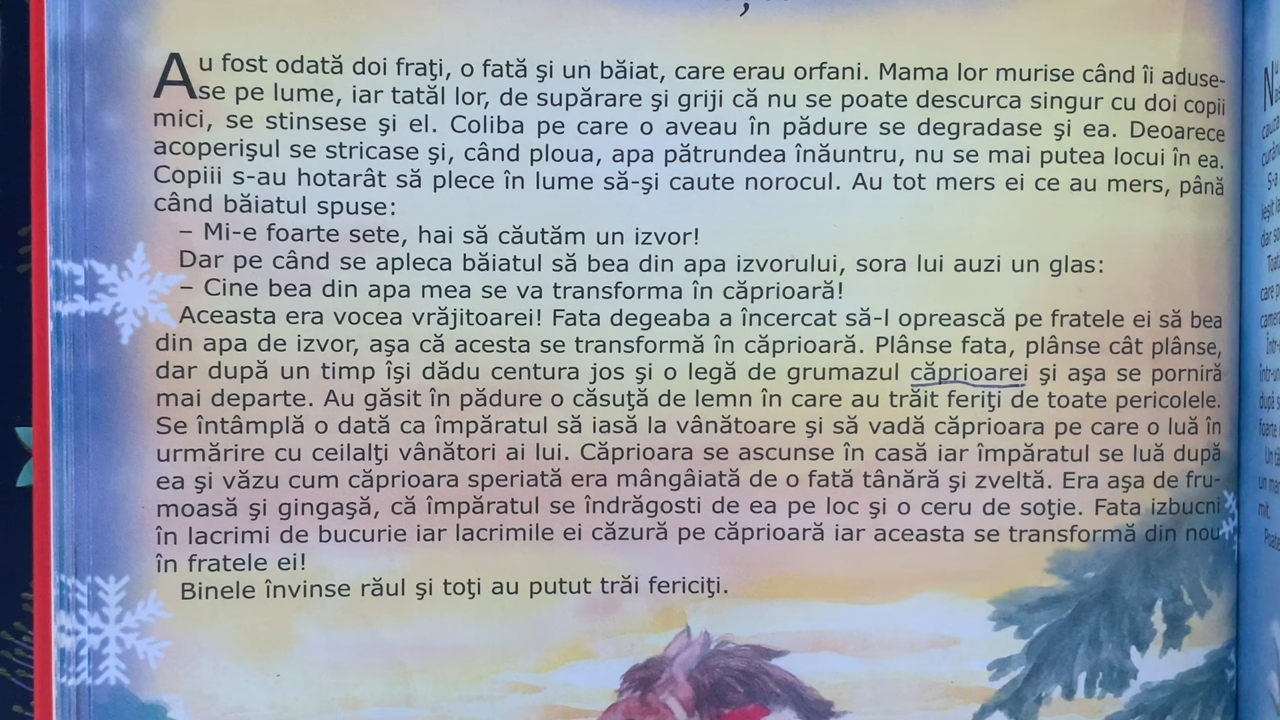 Au fost odată doi fraţi, o fată şi un băiat, care erau orfani. Mama lor murise când îi aduse-
se pe lume, iar tatăl lor, de supărare şi griji că nu se poate descurca singur cu doi copii
mici, se stinsese şi el. Coliba pe care o aveau în pădure se degradase şi ea. Deoarece
acoperişul se stricase şi, când ploua, apa pătrundea înăuntru, nu se mai putea locui în ea.
Copiii s-au hotarât să plece în lume să-şi caute norocul. Au tot mers ei ce au mers, până
când băiatul spuse:
– Mi-e foarte sete, hai să căutăm un izvor!
Dar pe când se apleca băiatul să bea din apa izvorului, sora lui auzi un glas:
– Cine bea din apa mea se va transforma în căprioară!
Aceasta era vocea vrăjitoarei! Fata degeaba a încercat să-l oprească pe fratele ei să bea
din apa de izvor, aşa că acesta se transformă în căprioară. Plânse fata, plânse cât plânse,
dar după un timp îşi dădu centura jos şi o legă de grumazul căprioarei şi aşa se porniră
mai departe. Au găsit în pădure o căsuţă de lemn în care au trăit feriţi de toate pericolele.
Se întâmplă o dată ca împăratul să iasă la vânătoare şi să vadă căprioara pe care o luă în
urmărire cu ceilalţi vânători ai lui. Căprioara se ascunse în casă iar împăratul se luă după
ea şi văzu cum căprioara speriată era mângâiată de o fată tânără şi zveltă. Era aşa de fru-
moasă şi gingaşă, că împăratul se îndrăgosti de ea pe loc şi o ceru de soţie. Fata izbucni
în lacrimi de bucurie iar lacrimile ei căzură pe căprioară iar aceasta se transformă din nou
în fratele ei!
Binele învinse răul şi toţi au putut trăi fericiţi.